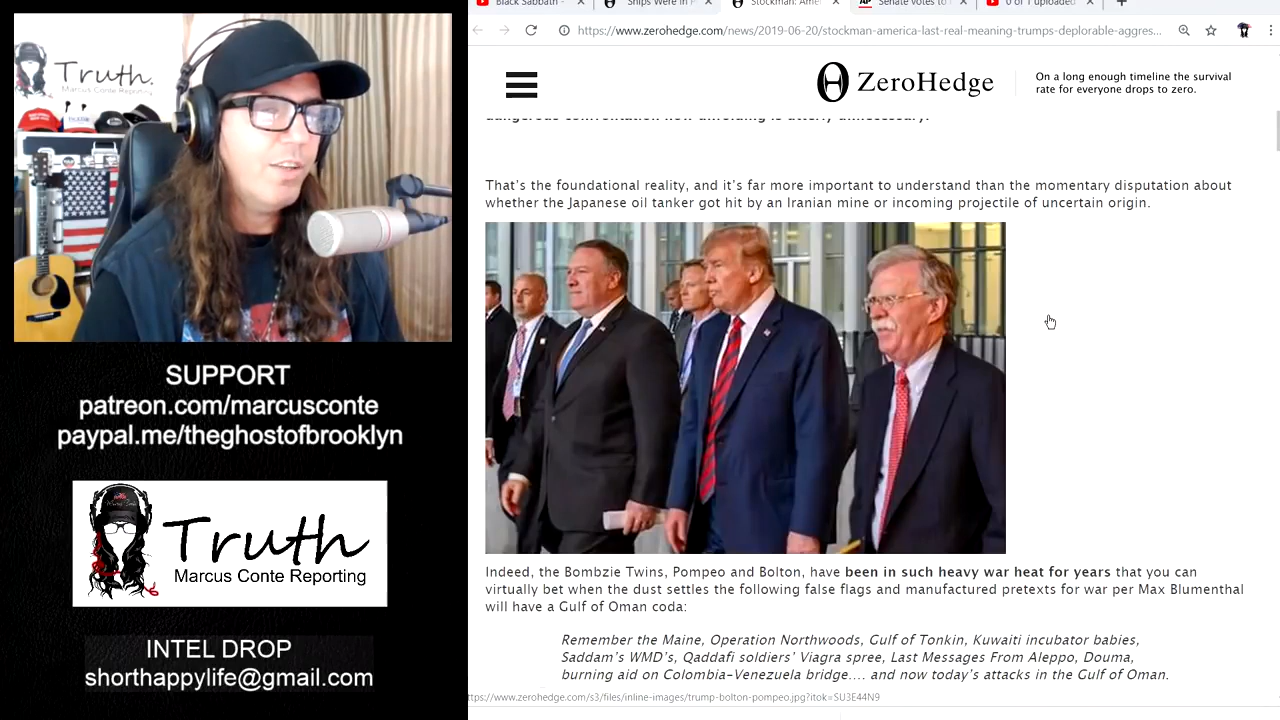 Black Sabbath -
Ships Were in
Stockman: Ame
Senate votes to
0 of 1 uploaded
https://www.zerohedge.com/news/2019-06-20/stockman-america-last-real-meaning-trumps-deplorable-aggres...
ZeroHedge
On a long enough timeline the survival
rate for everyone drops to zero.
Truth.
Marcus Conte Reporting
That's the foundational reality, and it's far more important to understand than the momentary disputation about
whether the Japanese oil tanker got hit by an Iranian mine or incoming projectile of uncertain origin.
SUPPORT
patreon.com/marcusconte
paypal.me/theghostofbrooklyn
Truth
Marcus Conte Reporting
INTEL DROP
shorthappylife@gmail.com
Indeed, the Bombzie Twins, Pompeo and Bolton, have been in such heavy war heat for years that you can
virtually bet when the dust settles the following false flags and manufactured pretexts for war per Max Blumenthal
will have a Gulf of Oman coda:
Remember the Maine, Operation Northwoods, Gulf of Tonkin, Kuwaiti incubator babies,
Saddam's WMD's, Qaddafi soldiers' Viagra spree, Last Messages From Aleppo, Douma,
burning aid on Colombia-Venezuela bridge.... and now today's attacks in the Gulf of Oman.
ttps://www.zerohedge.com/s3/files/inline-images/trump-bolton-pompeo.jpg?itok=SU3E44N9